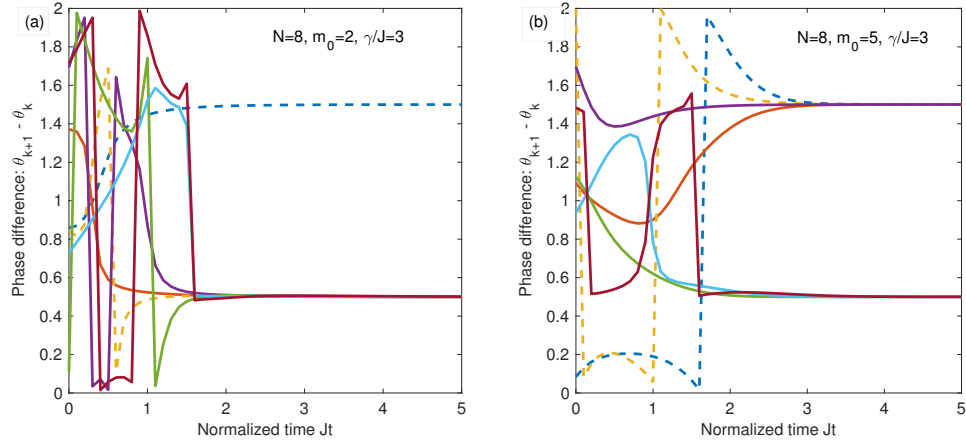 (a)
N=8, m0=2, γ/J=3
Phase difference: θk+1 - θk
2
1.8
1.6
1.4
1.2
1
0.8
0.6
0.4
0.2
0
0 1 2 3 4 5
Normalized time Jt
(b)
N=8, m0=5, γ/J=3
Phase difference: θk+1 - θk
2
1.8
1.6
1.4
1.2
1
0.8
0.6
0.4
0.2
0
0 1 2 3 4 5
Normalized time Jt